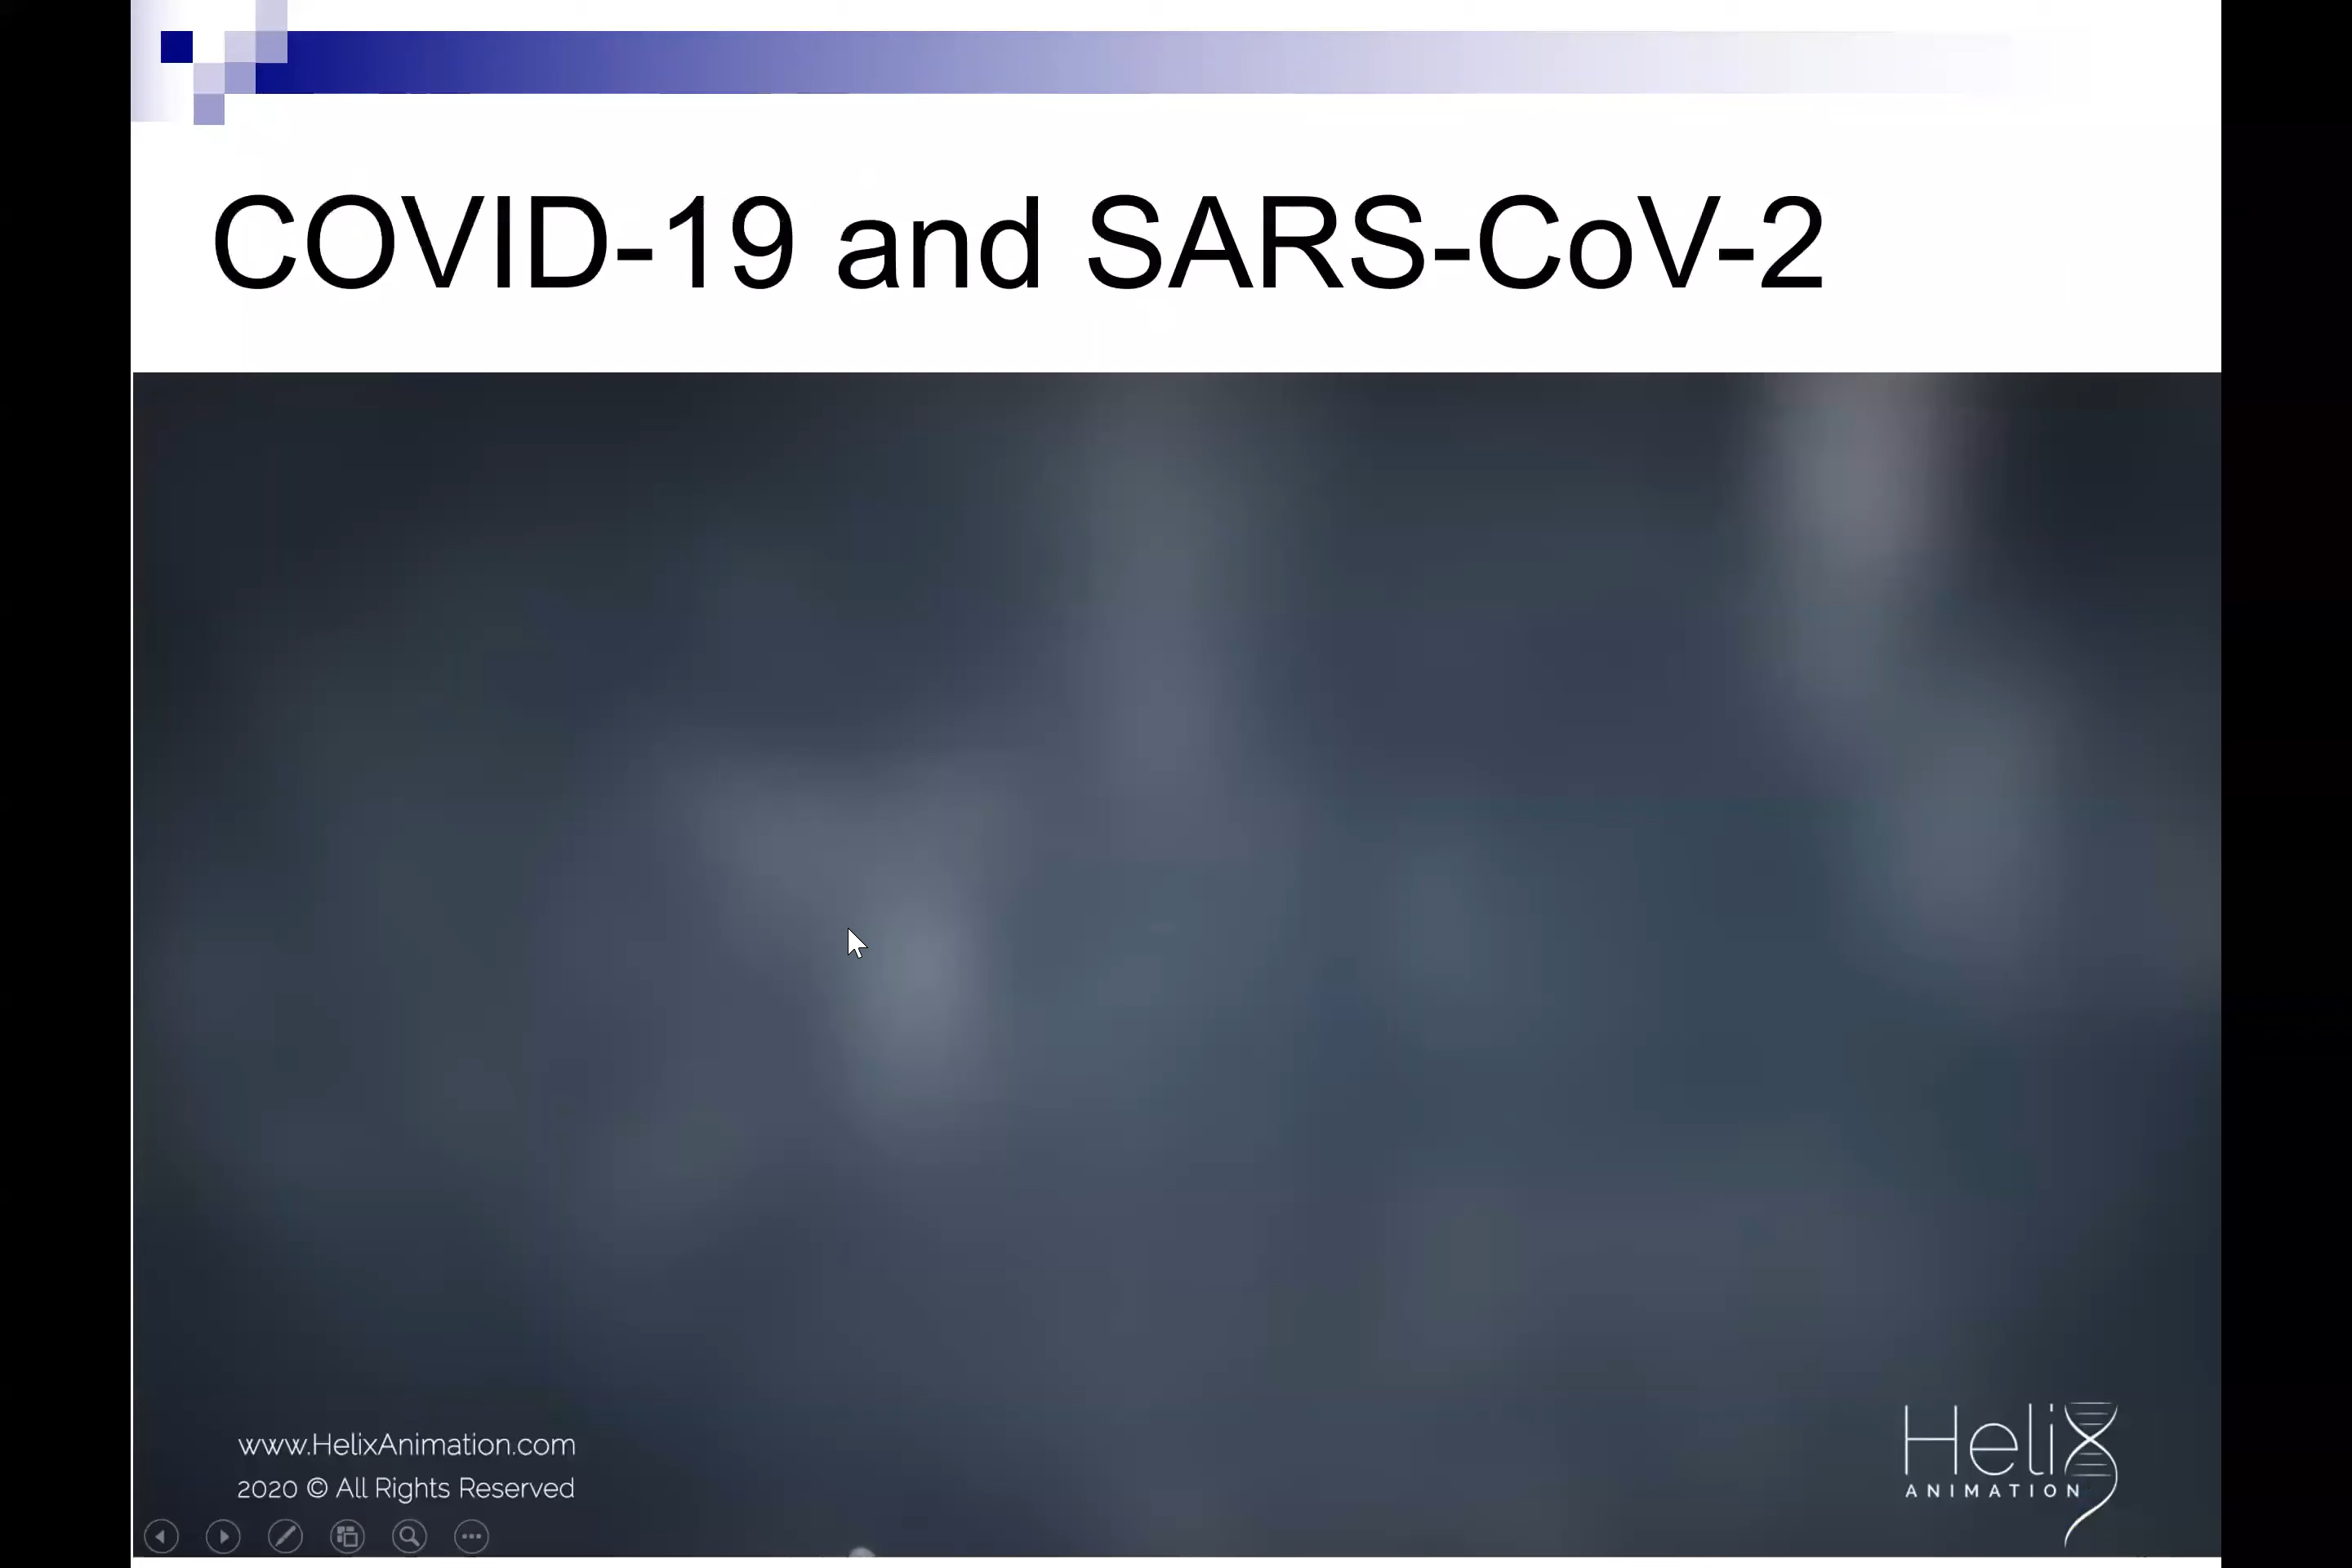 COVID-19 and SARS-CoV-2
www.HelixAnimation.com
2020 © All Rights Reserved
Helix
ANIMATION